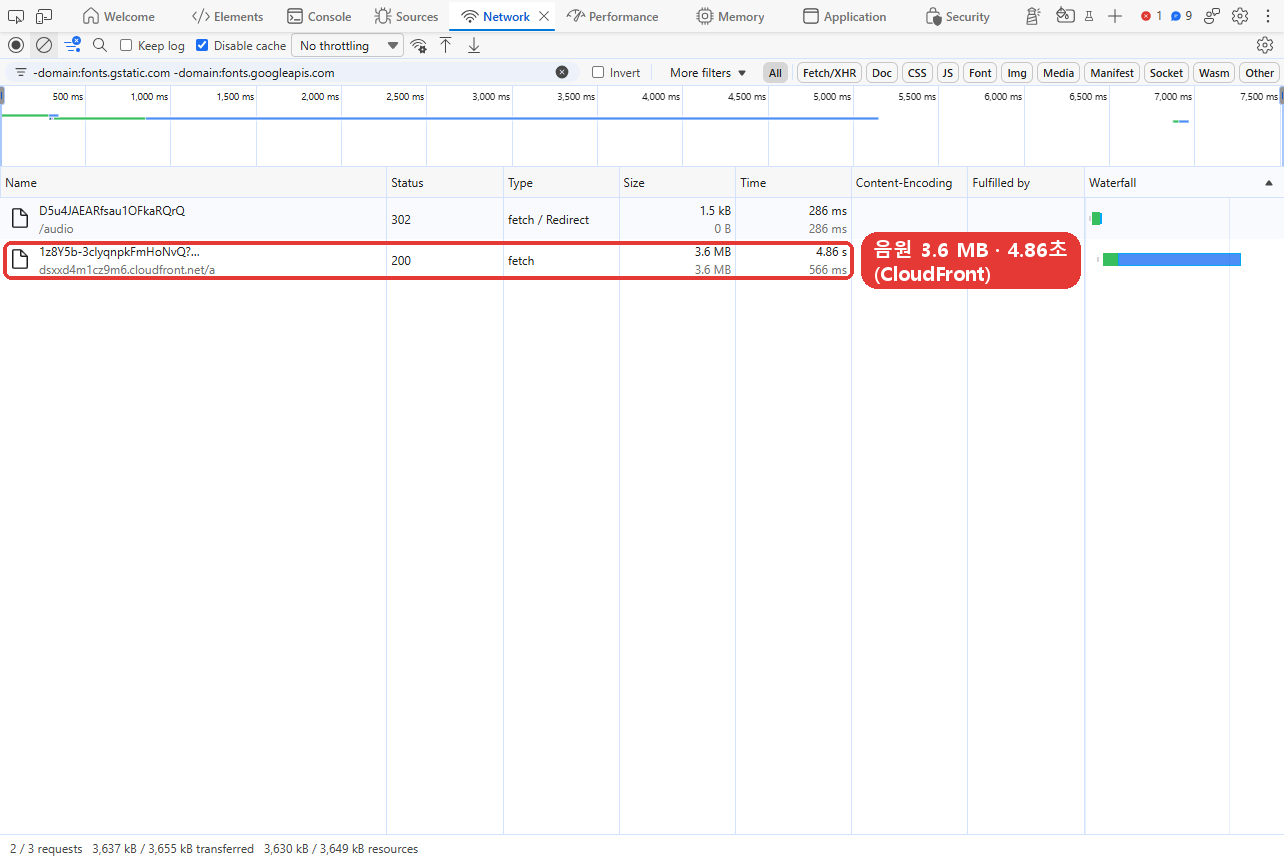 Welcome Elements Console Sources Network Performance Memory Application Security 1 9
Keep log Disable cache No throttling
-domain:fonts.gstatic.com -domain:fonts.googleapis.com Invert More filters All Fetch/XHR Doc CSS JS Font Img Media Manifest Socket Wasm Other
500 ms 1,000 ms 1,500 ms 2,000 ms 2,500 ms 3,000 ms 3,500 ms 4,000 ms 4,500 ms 5,000 ms 5,500 ms 6,000 ms 6,500 ms 7,000 ms 7,500 ms
Name Status Type Size Time Content-Encoding Fulfilled by Waterfall
D5u4JAEARfsau1OFkaRQrQ 302 fetch / Redirect 1.5 kB 286 ms
/audio 0 B 286 ms
1z8Y5b-3clyqnpkFmHoNvQ?... 200 fetch 3.6 MB 4.86 s
dsxxd4m1cz9m6.cloudfront.net/a 3.6 MB 566 ms
음원 3.6 MB · 4.86초
(CloudFront)
2 / 3 requests 3,637 kB / 3,655 kB transferred 3,630 kB / 3,649 kB resources